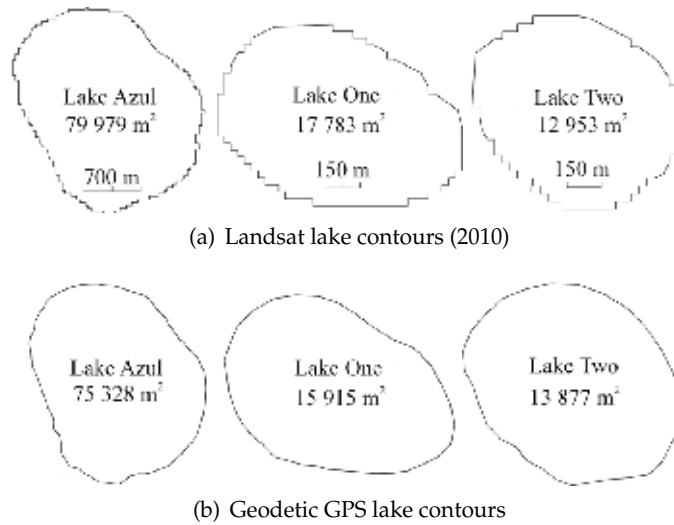 Lake Azul
79 979 m²
700 m
Lake One
17 783 m²
150 m
Lake Two
12 953 m²
150 m
(a) Landsat lake contours (2010)
Lake Azul
75 328 m²
Lake One
15 915 m²
Lake Two
13 877 m²
(b) Geodetic GPS lake contours